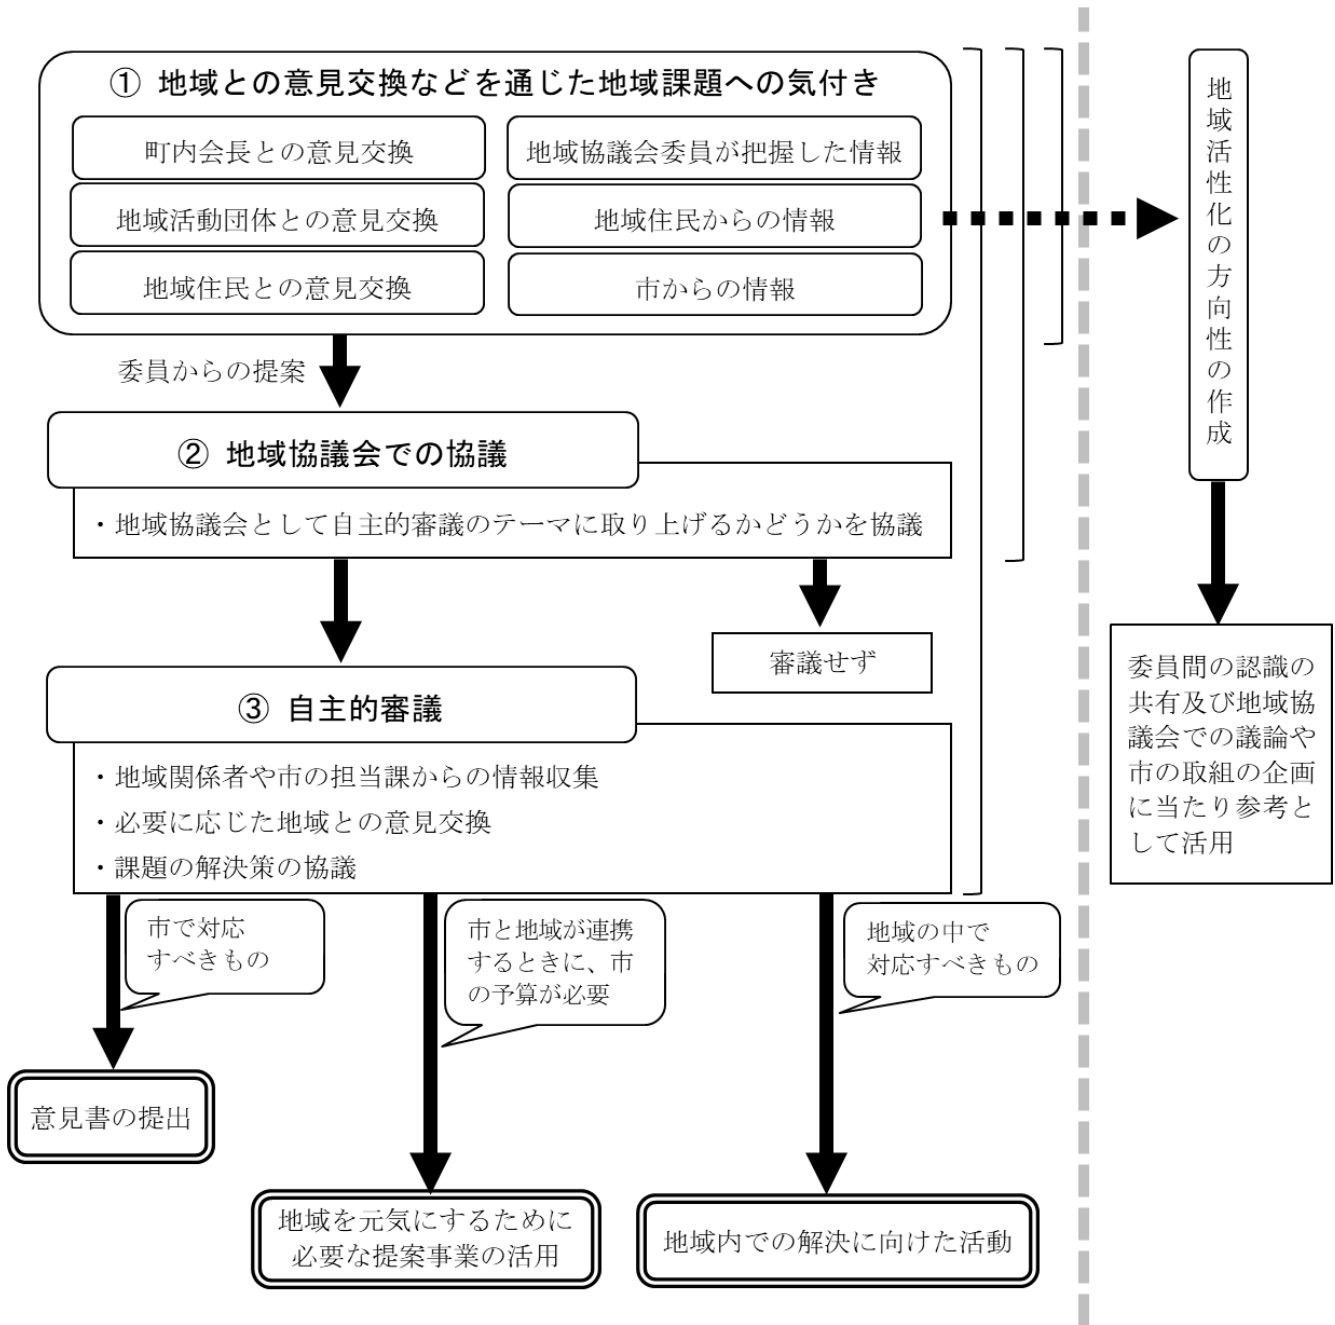 ① 地域との意見交換などを通じた地域課題への気付き
町内会長との意見交換
地域協議会委員が把握した情報
地域活動団体との意見交換
地域住民からの情報
地域住民との意見交換
市からの情報
委員からの提案
② 地域協議会での協議
・地域協議会として自主的審議のテーマに取り上げるかどうかを協議
審議せず
③ 自主的審議
・地域関係者や市の担当課からの情報収集
・必要に応じた地域との意見交換
・課題の解決策の協議
市で対応
すべきもの
市と地域が連携
するときに、市
の予算が必要
地域の中で
対応すべきもの
意見書の提出
地域を元気にするために
必要な提案事業の活用
地域内での解決に向けた活動
地域活性化の方向性の作成
委員間の認識の
共有及び地域協
議会での議論や
市の取組の企画
に当たり参考と
して活用